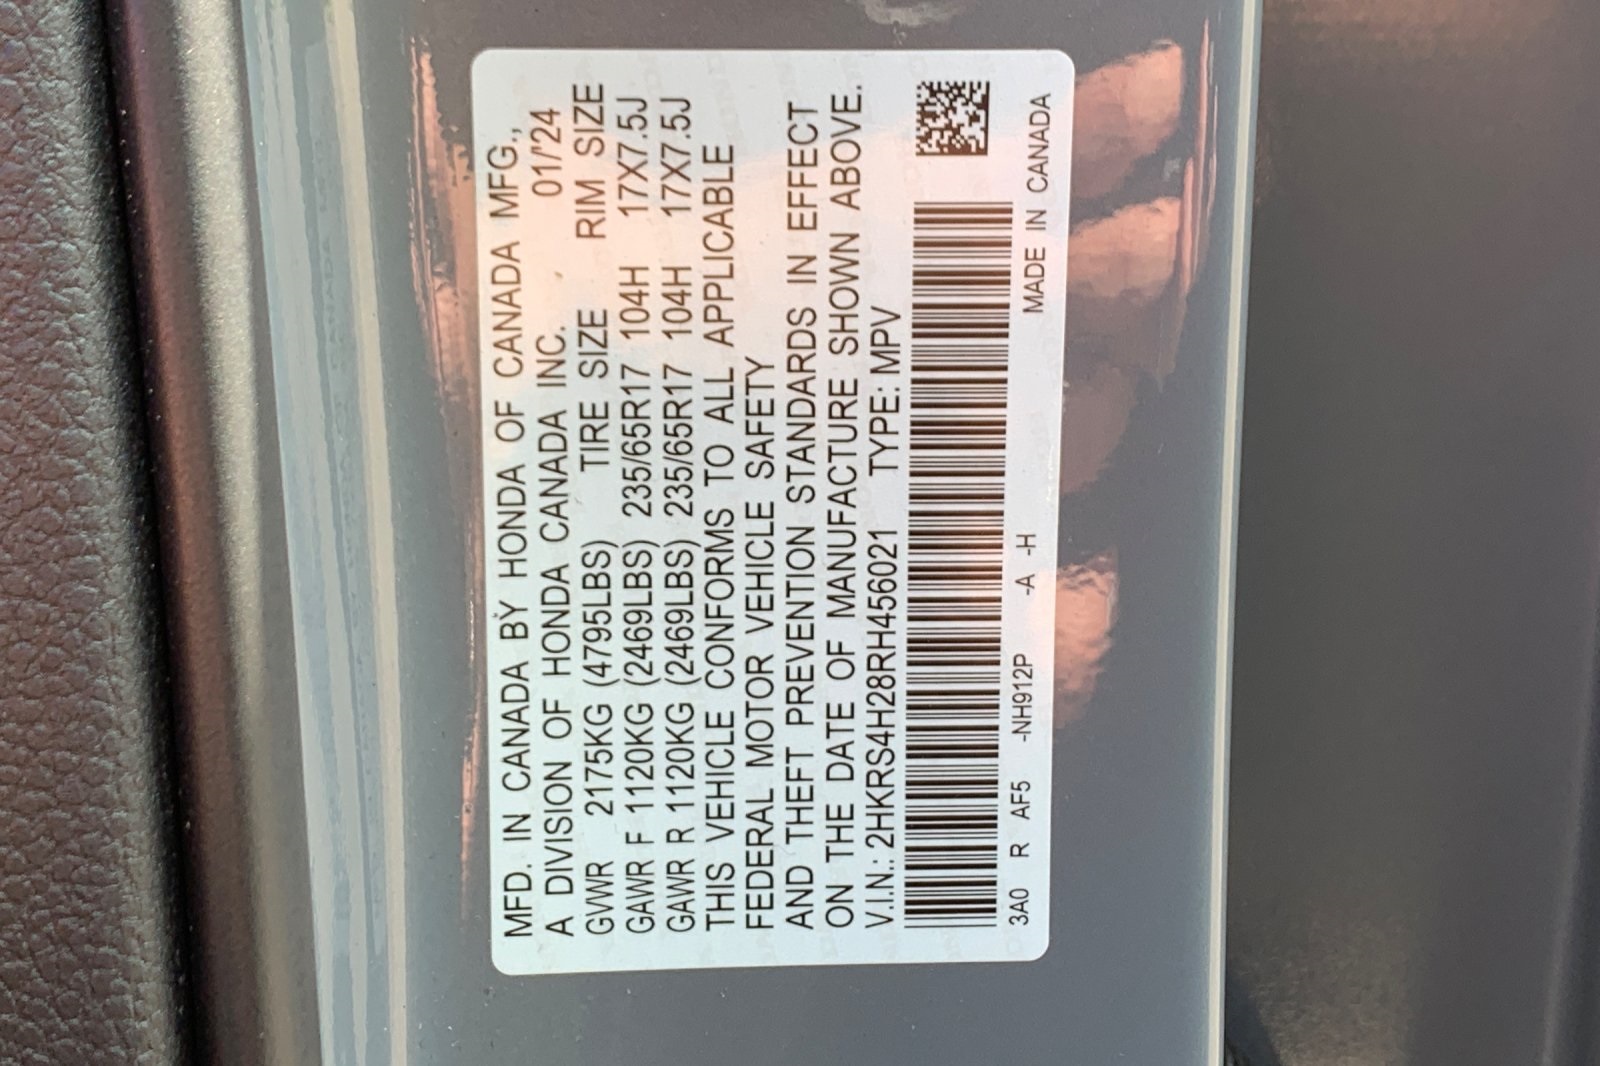 MFD. IN CANADA BY HONDA OF CANADA MFG.,
A DIVISION OF HONDA CANADA INC. 01/'24
GVWR 2175KG (4795LBS) TIRE SIZE RIM SIZE
GAWR F 1120KG (2469LBS) 235/65R17 104H 17X7.5J
GAWR R 1120KG (2469LBS) 235/65R17 104H 17X7.5J
THIS VEHICLE CONFORMS TO ALL APPLICABLE
FEDERAL MOTOR VEHICLE SAFETY
AND THEFT PREVENTION STANDARDS IN EFFECT
ON THE DATE OF MANUFACTURE SHOWN ABOVE.
V.I.N.: 2HKRS4H28RH456021 TYPE: MPV
3A0 R AF5 -NH912P -A -H MADE IN CANADA